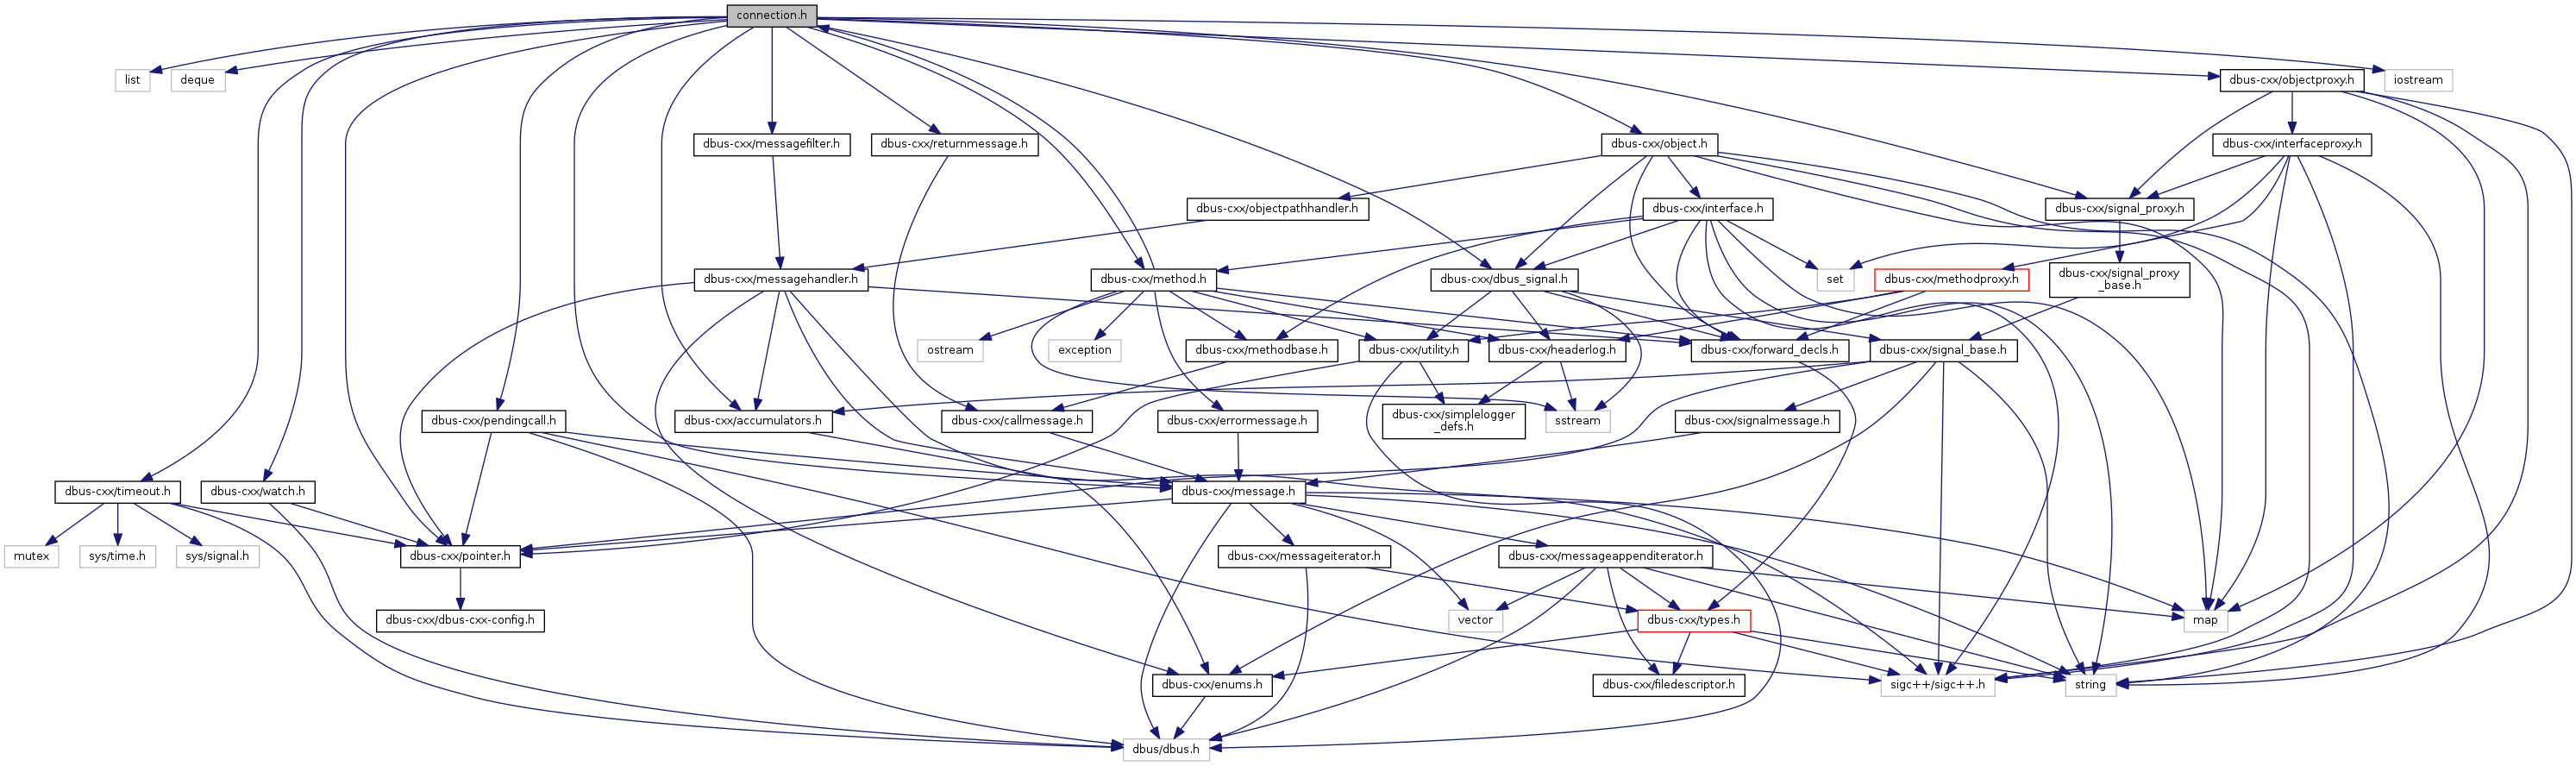 connection.h
list
deque
dbus-cxx/objectproxy.h
iostream
dbus-cxx/messagefilter.h
dbus-cxx/returnmessage.h
dbus-cxx/object.h
dbus-cxx/interfaceproxy.h
dbus-cxx/objectpathhandler.h
dbus-cxx/interface.h
dbus-cxx/signal_proxy.h
dbus-cxx/messagehandler.h
dbus-cxx/method.h
dbus-cxx/dbus_signal.h
set
dbus-cxx/methodproxy.h
dbus-cxx/signal_proxy
_base.h
ostream
exception
dbus-cxx/methodbase.h
dbus-cxx/utility.h
dbus-cxx/headerlog.h
dbus-cxx/forward_decls.h
dbus-cxx/signal_base.h
dbus-cxx/pendingcall.h
dbus-cxx/accumulators.h
dbus-cxx/callmessage.h
dbus-cxx/errormessage.h
dbus-cxx/simplelogger
_defs.h
sstream
dbus-cxx/signalmessage.h
dbus-cxx/timeout.h
dbus-cxx/watch.h
dbus-cxx/message.h
mutex
sys/time.h
sys/signal.h
dbus-cxx/pointer.h
dbus-cxx/messageiterator.h
dbus-cxx/messageappenditerator.h
dbus-cxx/dbus-cxx-config.h
vector
dbus-cxx/types.h
map
dbus-cxx/enums.h
dbus-cxx/filedescriptor.h
sigc++/sigc++.h
string
dbus/dbus.h